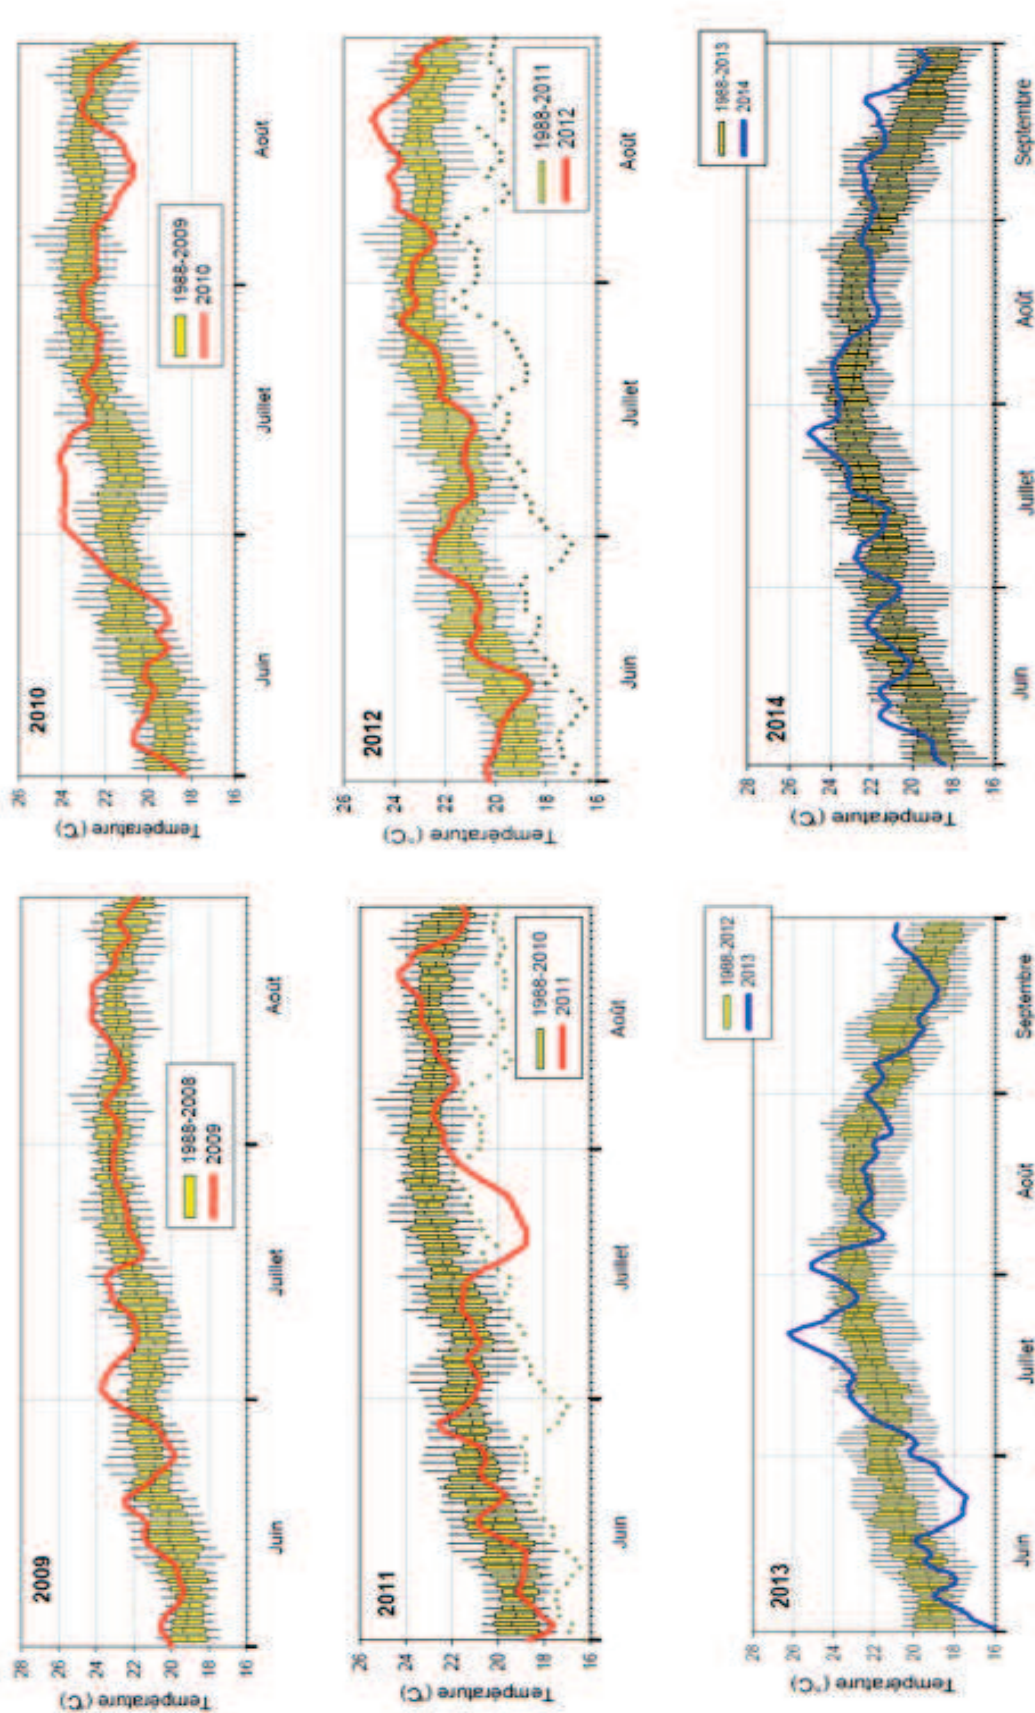 2009
Température (°C)
28
26
24
22
20
18
16
1988-2008
2009
Juin
Juillet
Août
2010
Température (°C)
26
24
22
20
18
16
1988-2009
2010
Juin
Juillet
Août
2011
Température (°C)
26
24
22
20
18
16
1988-2010
2011
Juin
Juillet
Août
2012
Température (°C)
26
24
22
20
18
16
1988-2011
2012
Juin
Juillet
Août
2013
Température (°C)
28
26
24
22
20
18
16
1988-2012
2013
Juin
Juillet
Août
Septembre
2014
Température (°C)
28
26
24
22
20
18
16
1988-2013
2014
Juin
Juillet
Août
Septembre